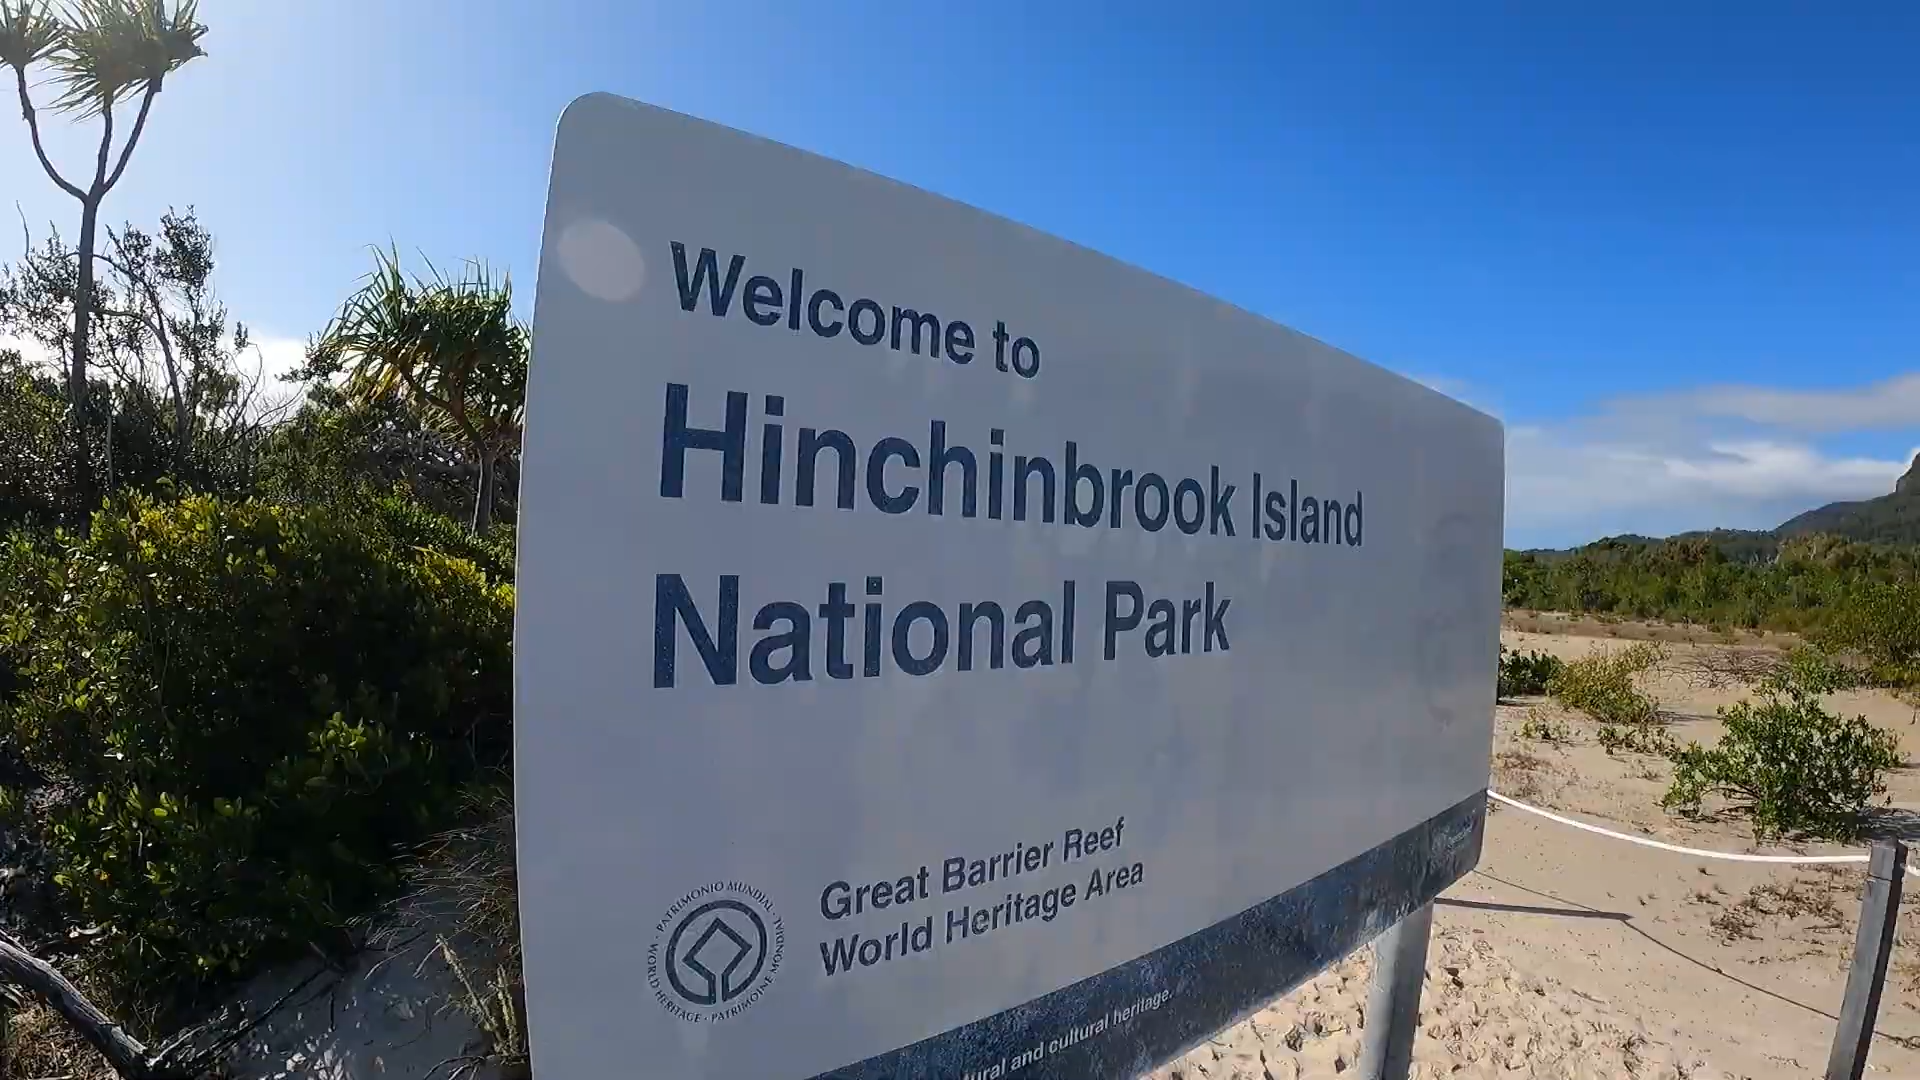 Welcome to
Hinchinbrook Island
National Park
Great Barrier Reef
World Heritage Area
PATRIMONIO MUNDIAL · WORLD HERITAGE · PATRIMOINE MONDIAL ·
and cultural heritage.